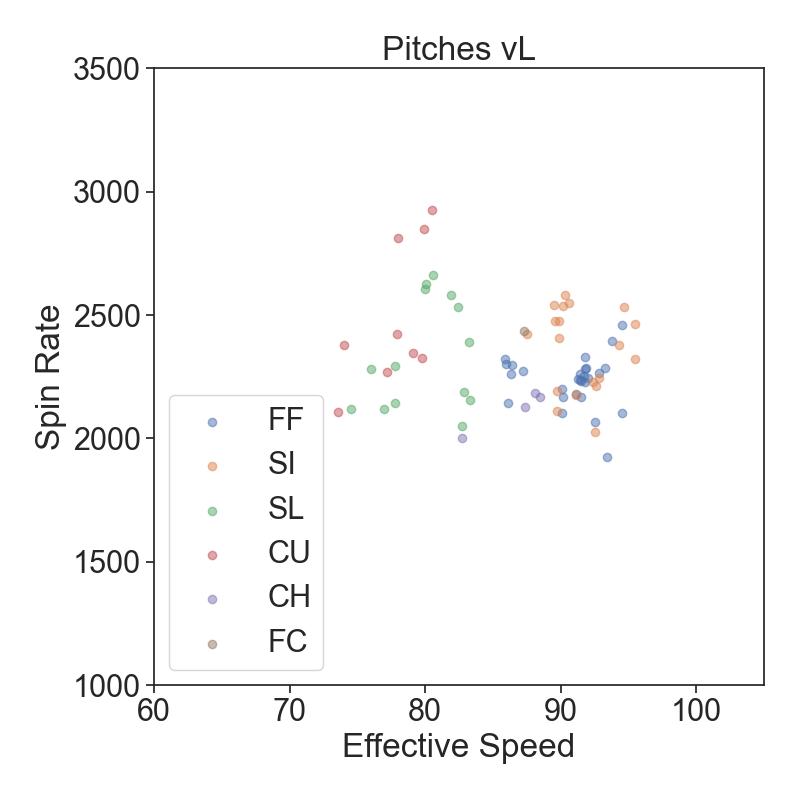 Pitches vL
3500
3000
2500
2000
1500
1000
Spin Rate
FF
SI
SL
CU
CH
FC
60 70 80 90 100
Effective Speed